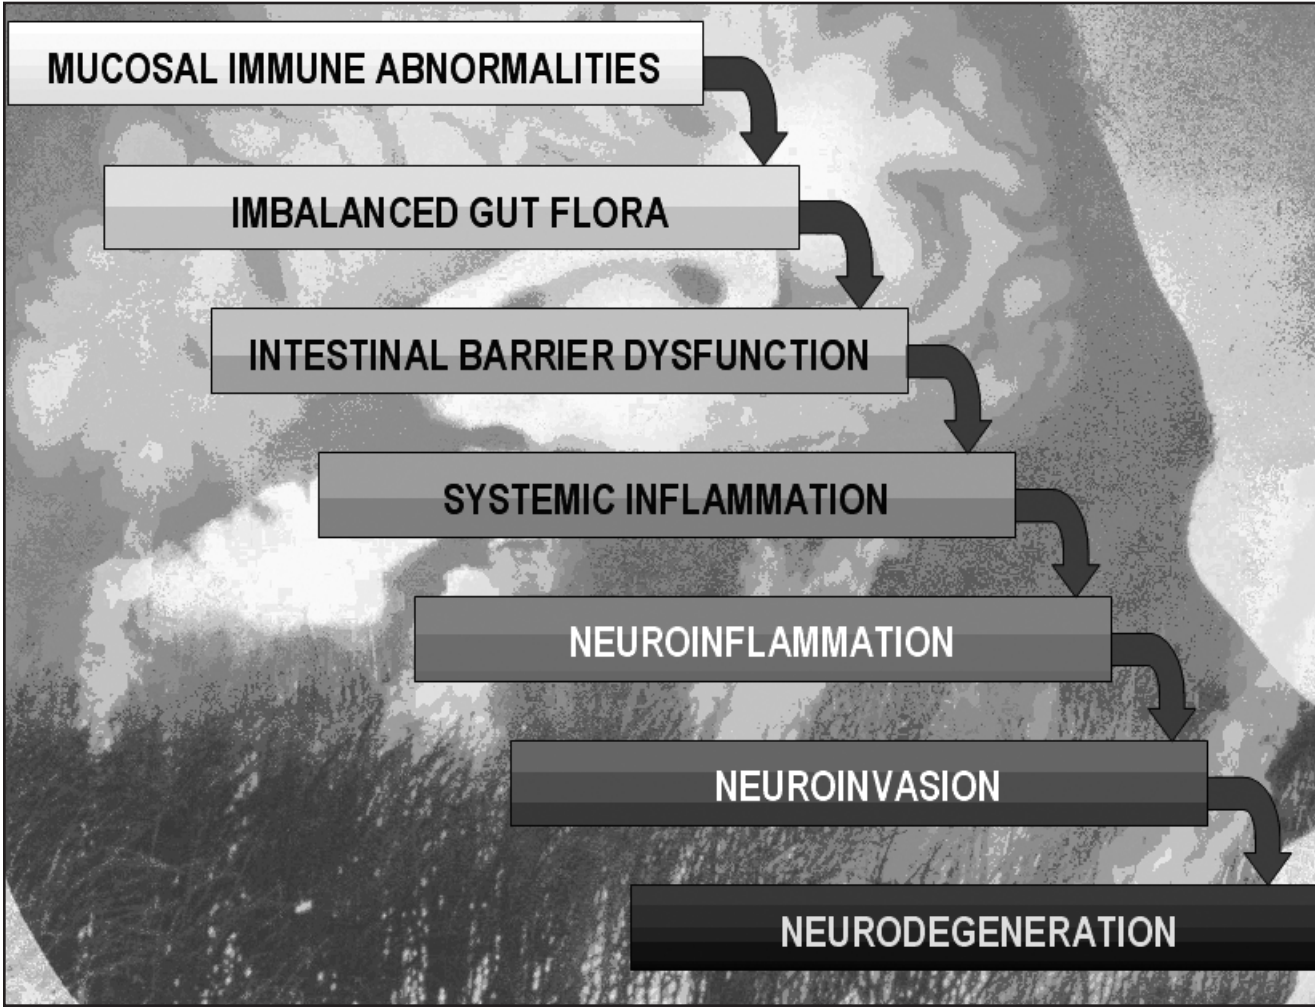 MUCOSAL IMMUNE ABNORMALITIES
IMBALANCED GUT FLORA
INTESTINAL BARRIER DYSFUNCTION
SYSTEMIC INFLAMMATION
NEUROINFLAMMATION
NEUROINVASION
NEURODEGENERATION